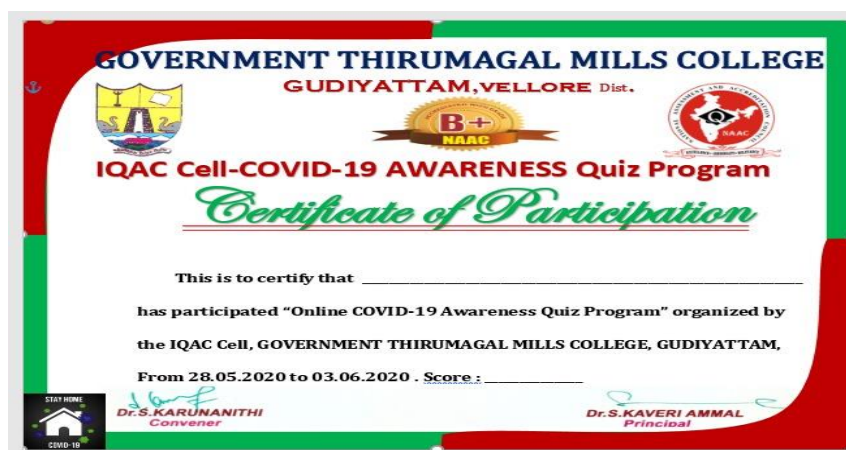 GOVERNMENT THIRUMAGAL MILLS COLLEGE
GUDIYATTAM,VELLORE Dist.
B+
NAAC
NAAC
IQAC Cell-COVID-19 AWARENESS Quiz Program
Certificate of Participation
This is to certify that
has participated “Online COVID-19 Awareness Quiz Program” organized by
the IQAC Cell, GOVERNMENT THIRUMAGAL MILLS COLLEGE, GUDIYATTAM,
From 28.05.2020 to 03.06.2020 . Score :
STAY HOME
COVID-19
Dr.S.KARUNANITHI
Convener
Dr.S.KAVERI AMMAL
Principal